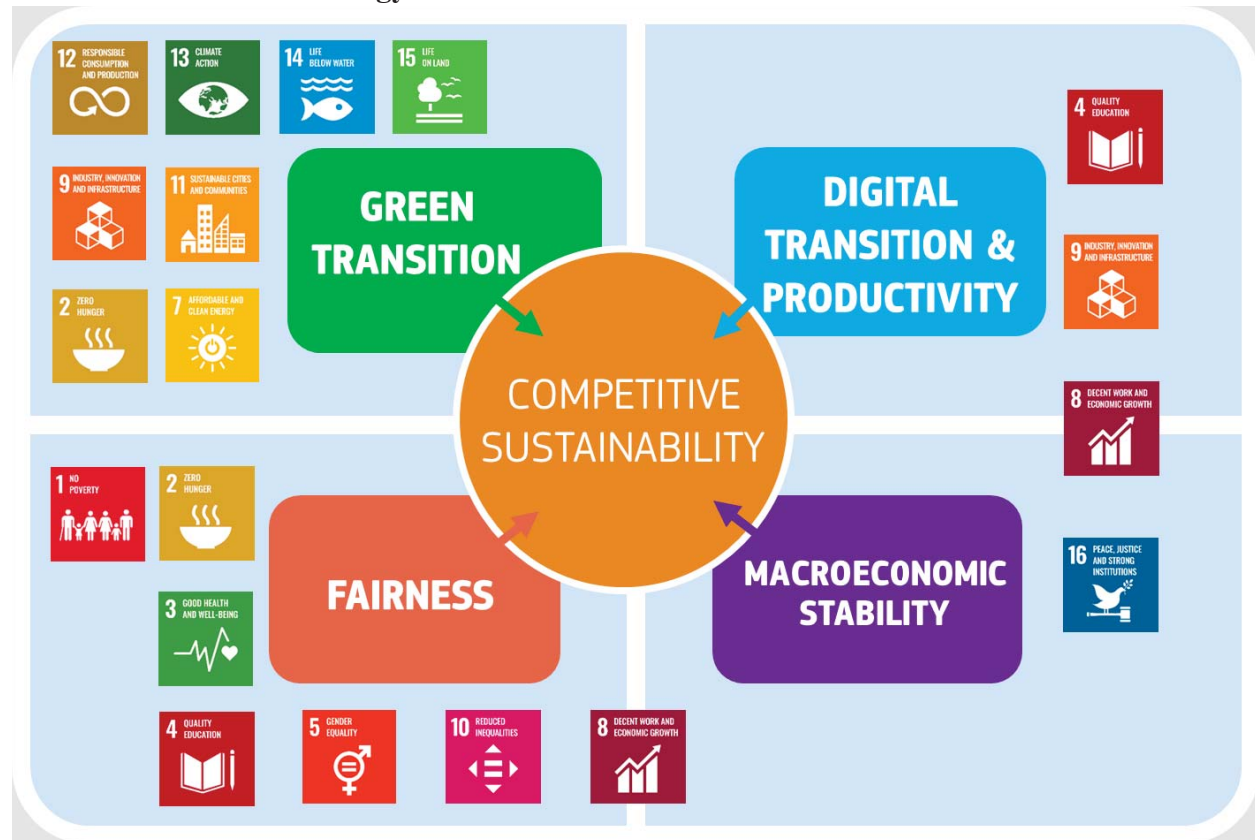 12 RESPONSIBLE
CONSUMPTION
AND PRODUCTION
13 CLIMATE
ACTION
14 LIFE
BELOW WATER
15 LIFE
ON LAND
9 INDUSTRY, INNOVATION
AND INFRASTRUCTURE
11 SUSTAINABLE CITIES
AND COMMUNITIES
2 ZERO
HUNGER
7 AFFORDABLE AND
CLEAN ENERGY
GREEN
TRANSITION
DIGITAL
TRANSITION &
PRODUCTIVITY
4 QUALITY
EDUCATION
9 INDUSTRY, INNOVATION
AND INFRASTRUCTURE
8 DECENT WORK AND
ECONOMIC GROWTH
COMPETITIVE
SUSTAINABILITY
1 NO
POVERTY
2 ZERO
HUNGER
3 GOOD HEALTH
AND WELL-BEING
FAIRNESS
4 QUALITY
EDUCATION
5 GENDER
EQUALITY
10 REDUCED
INEQUALITIES
8 DECENT WORK AND
ECONOMIC GROWTH
MACROECONOMIC
STABILITY
16 PEACE, JUSTICE
AND STRONG
INSTITUTIONS